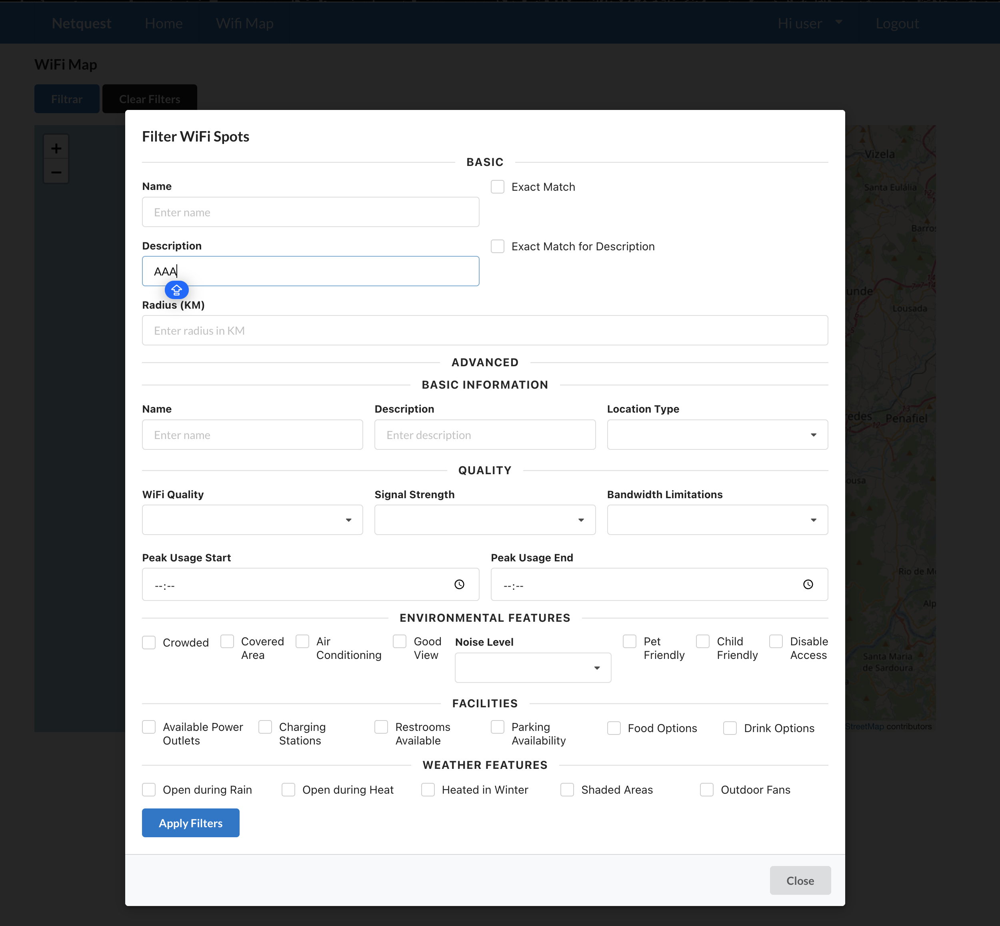 Netquest Home Wifi Map Hi user Logout
WiFi Map
Filtrar Clear Filters
+
−
Filter WiFi Spots
BASIC
Name
Exact Match
Enter name
Description
Exact Match for Description
AAA
Radius (KM)
Enter radius in KM
ADVANCED
BASIC INFORMATION
Name Description Location Type
Enter name Enter description
QUALITY
WiFi Quality Signal Strength Bandwidth Limitations
Peak Usage Start Peak Usage End
--:-- --:--
ENVIRONMENTAL FEATURES
Crowded
Covered
Area
Air
Conditioning
Good
View
Noise Level
Pet
Friendly
Child
Friendly
Disable
Access
FACILITIES
Available Power
Outlets
Charging
Stations
Restrooms
Available
Parking
Availability
Food Options
Drink Options
WEATHER FEATURES
Open during Rain Open during Heat Heated in Winter Shaded Areas Outdoor Fans
Apply Filters
Close
Vizela
Santa Eulália
Barros
unde
Lousada
edes
Penafiel
13
12
ousa
Rio de M
Alp
Santa Maria
de Sardoura
StreetMap contributors